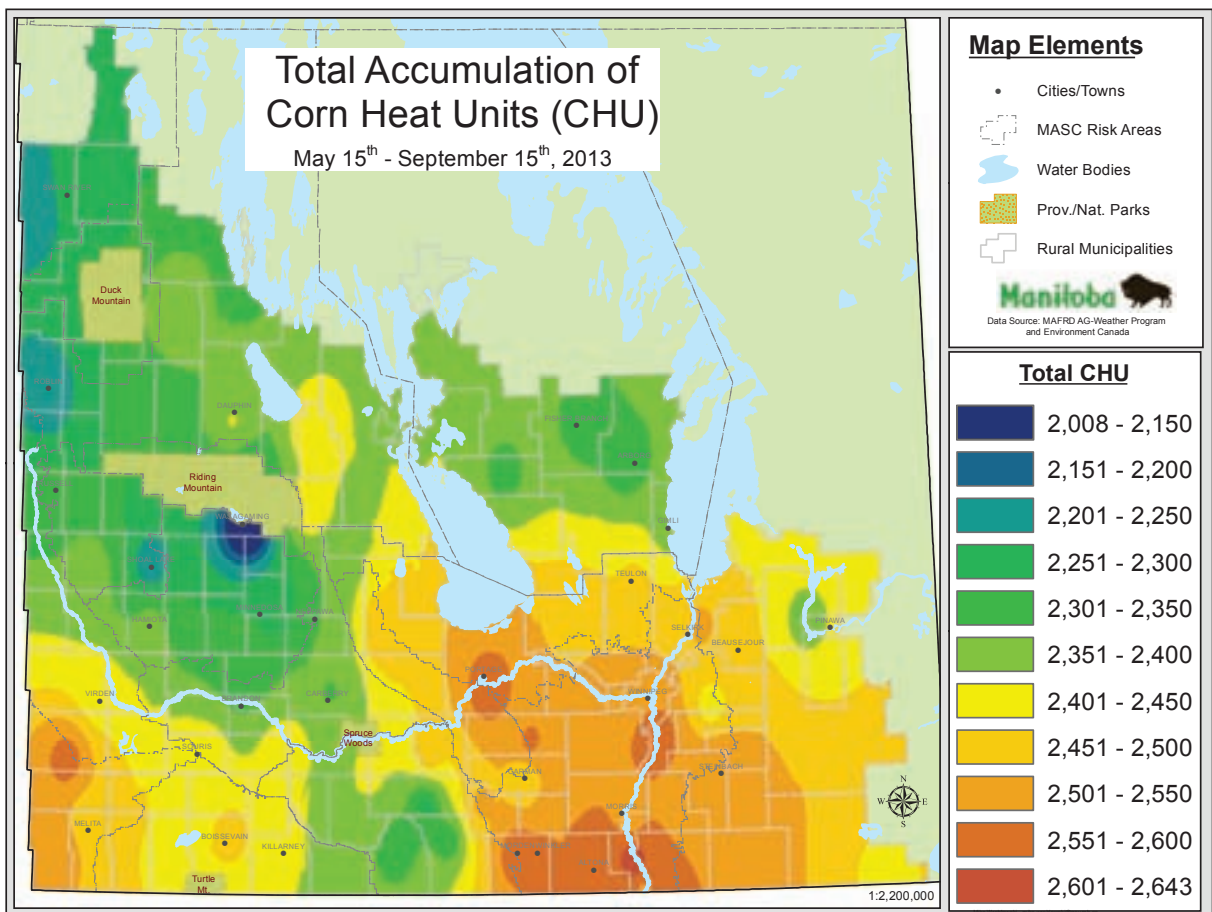 Total Accumulation of
Corn Heat Units (CHU)
May 15th - September 15th, 2013
Duck
Mountain
DAUPHIN
Riding
Mountain
WASAGAMING
FISHER BRANCH
GIMLI
TEULON
HAMIOTA
SELKIRK
PINAWA
BEAUSEJOUR
VIRDEN
BRANDON
CARBERRY
WINNIPEG
Spruce
Woods
SOURIS
CARMAN
STEINBACH
MELITA
MORRIS
BOISSEVAIN
KILLARNEY
Turtle
Mt.
N
W
E
S
1:2,200,000
Map Elements
Cities/Towns
MASC Risk Areas
Water Bodies
Prov./Nat. Parks
Rural Municipalities
Manitoba
Data Source: MAFRD AG-Weather Program
and Environment Canada
Total CHU
2,008 - 2,150
2,151 - 2,200
2,201 - 2,250
2,251 - 2,300
2,301 - 2,350
2,351 - 2,400
2,401 - 2,450
2,451 - 2,500
2,501 - 2,550
2,551 - 2,600
2,601 - 2,643